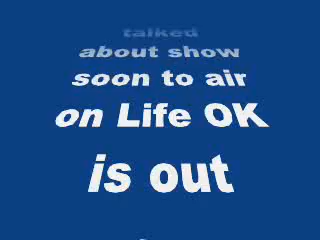 talked
about show
soon to air
on Life OK
is out